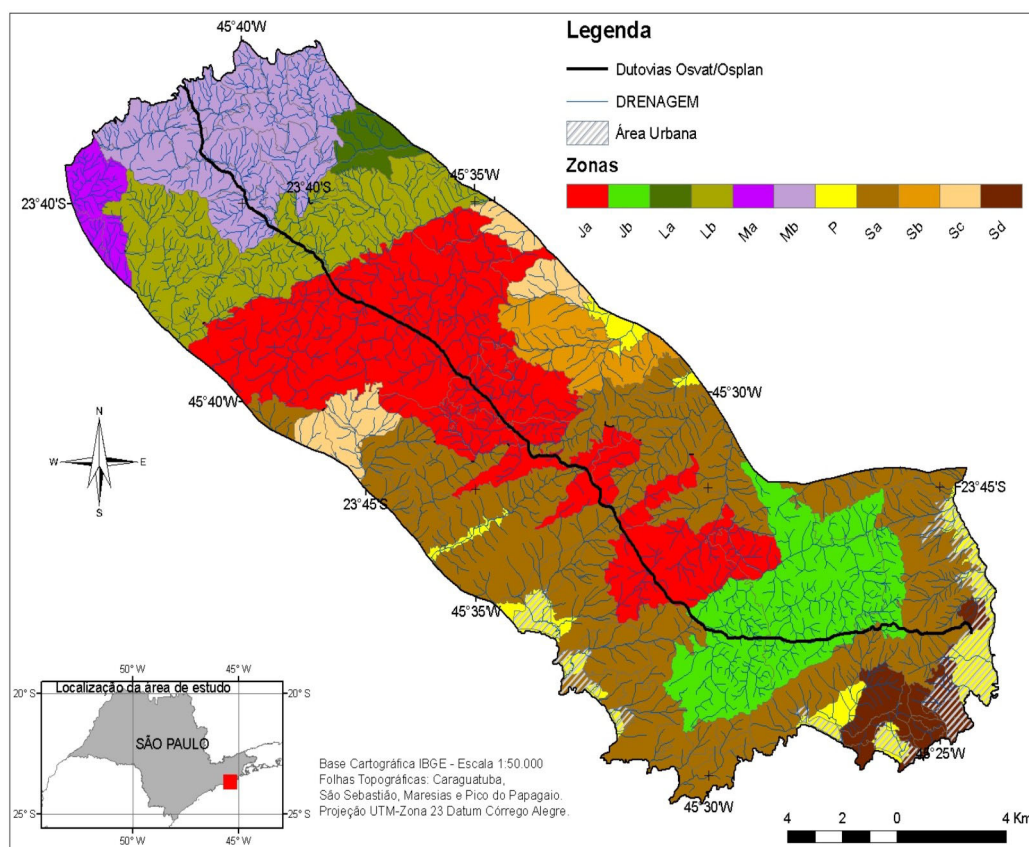 45°40'W
Legenda
Dutovias Osvat/Osplan
DRENAGEM
Área Urbana
Zonas
Ja Jb La Lb Ma Mb P Sa Sb Sc Sd
45°35'W
23°40'S
23°40'S
45°40'W
45°30'W
N
W E
S
23°45'S
23°45'S
45°35'W
50°W 45°W
Localização da área de estudo
20°S 20°S
SÃO PAULO
25°S 25°S
50°W 45°W
Base Cartográfica IBGE - Escala 1:50.000
Folhas Topográficas: Caraguatuba,
São Sebastião, Maresias e Pico do Papagaio.
Projeção UTM-Zona 23 Datum Córrego Alegre.
45°25'W
45°30'W
4 2 0 4 Km